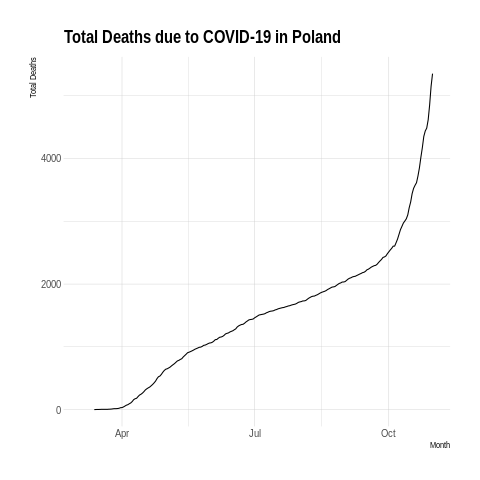 Total Deaths due to COVID-19 in Poland
Total Deaths
4000
2000
0
Apr
Jul
Oct
Month